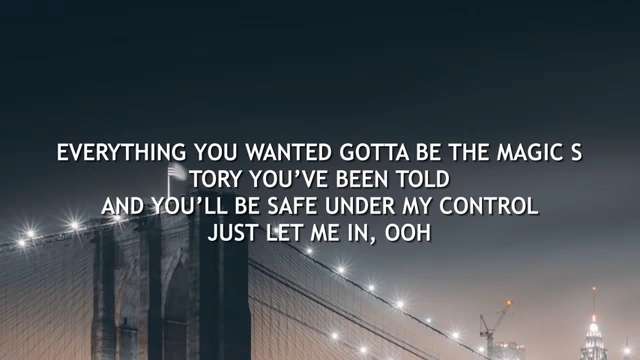 EVERYTHING YOU WANTED GOTTA BE THE MAGIC S
TORY YOU’VE BEEN TOLD
AND YOU’LL BE SAFE UNDER MY CONTROL
JUST LET ME IN, OOH